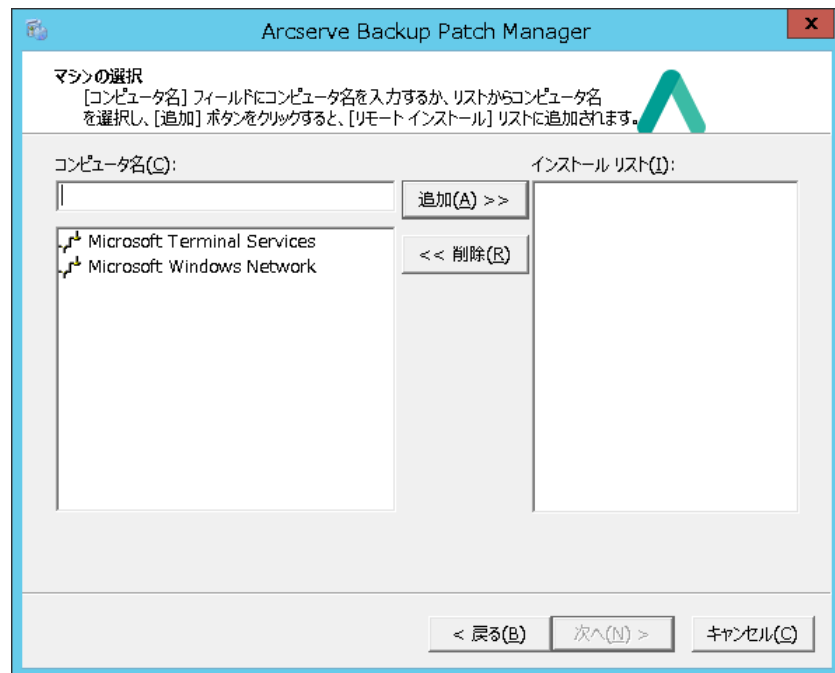 Arcserve Backup Patch Manager
x
マシンの選択
[コンピュータ名] フィールドにコンピュータ名を入力するか、リストからコンピュータ名
を選択し、[追加] ボタンをクリックすると、[リモート インストール] リストに追加されます。
コンピュータ名(C):
インストール リスト(I):
追加(A) >>
Microsoft Terminal Services
<< 削除(R)
Microsoft Windows Network
< 戻る(B)
次へ(N) >
キャンセル(C)